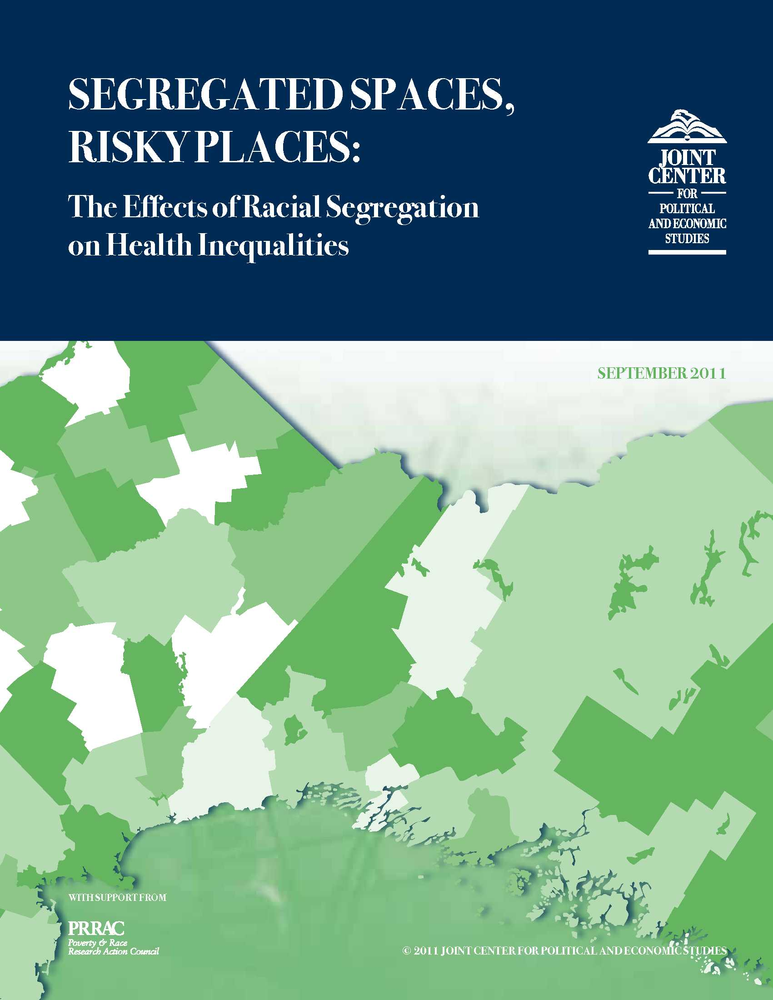 SEGREGATED SPACES,
RISKY PLACES:
The Effects of Racial Segregation
on Health Inequalities
JOINT
CENTER
FOR
POLITICAL
AND ECONOMIC
STUDIES
SEPTEMBER 2011
WITH SUPPORT FROM
PRRAC
Poverty & Race
Research Action Council
© 2011 JOINT CENTER FOR POLITICAL AND ECONOMIC STUDIES